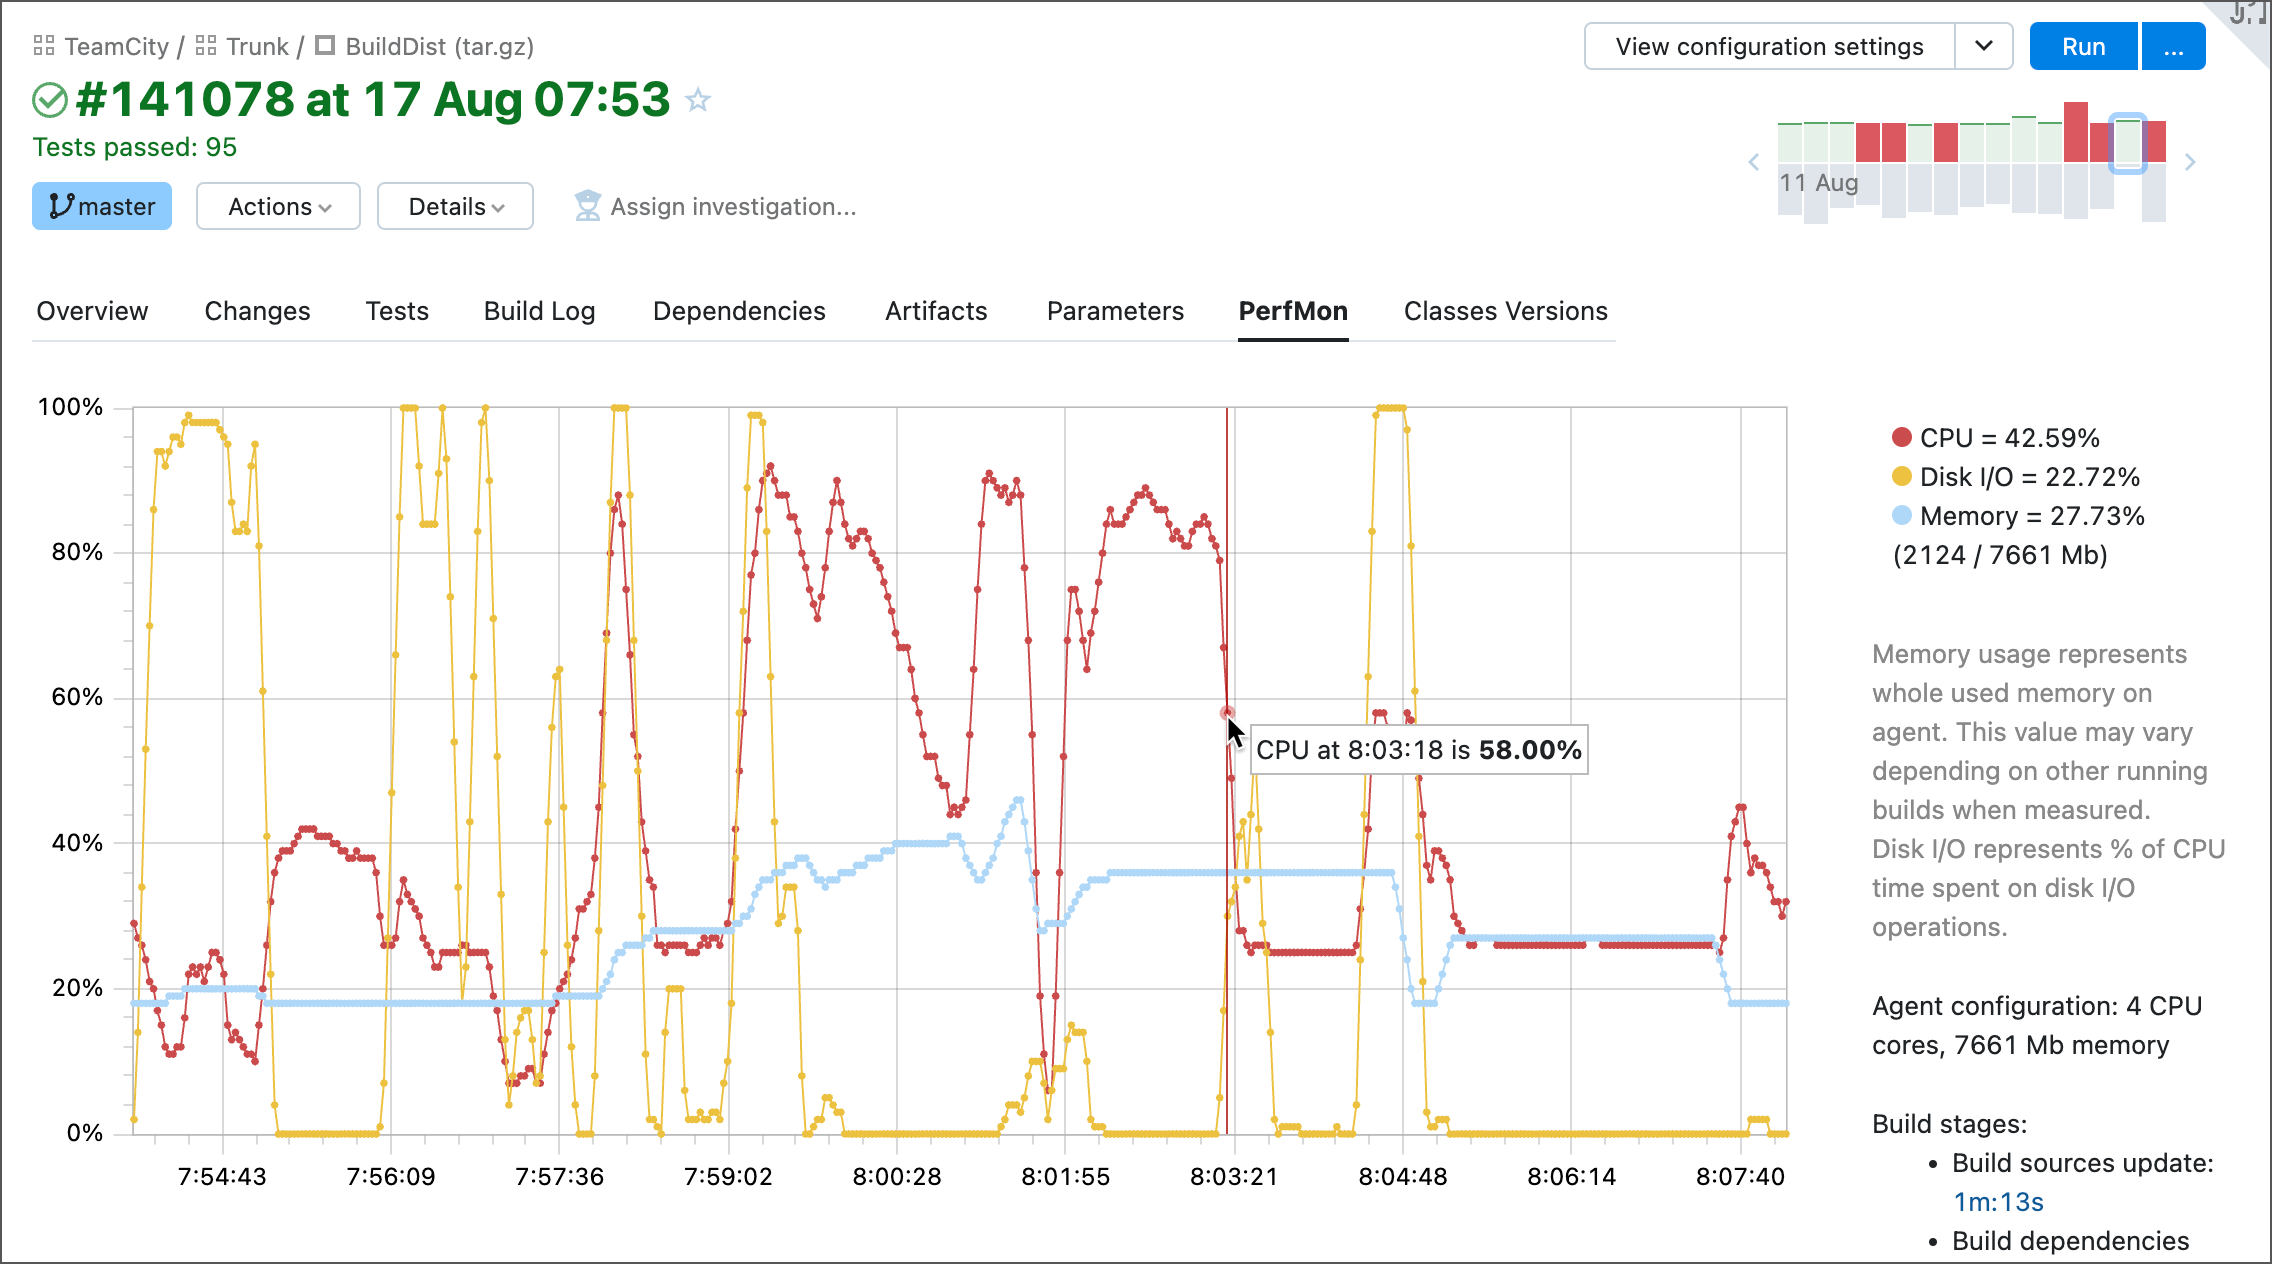 TeamCity / Trunk / BuildDist (tar.gz)
View configuration settings
Run
...
#141078 at 17 Aug 07:53
Tests passed: 95
11 Aug
master
Actions
Details
Assign investigation...
Overview
Changes
Tests
Build Log
Dependencies
Artifacts
Parameters
PerfMon
Classes Versions
100%
80%
60%
40%
20%
0%
CPU at 8:03:18 is 58.00%
7:54:43
7:56:09
7:57:36
7:59:02
8:00:28
8:01:55
8:03:21
8:04:48
8:06:14
8:07:40
CPU = 42.59%
Disk I/O = 22.72%
Memory = 27.73%
(2124 / 7661 Mb)
Memory usage represents
whole used memory on
agent. This value may vary
depending on other running
builds when measured.
Disk I/O represents % of CPU
time spent on disk I/O
operations.
Agent configuration: 4 CPU
cores, 7661 Mb memory
Build stages:
• Build sources update:
1m:13s
• Build dependencies